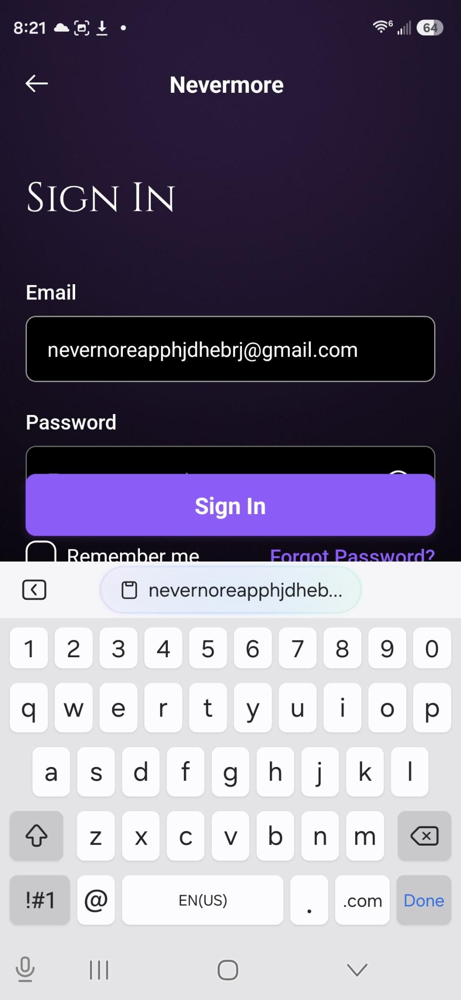 8:21
6
64
Nevermore
Sign In
Email
nevernoreapphjdhebrj@gmail.com
Password
Sign In
Remember me
Forgot Password?
nevernoreapphjdheb...
1 2 3 4 5 6 7 8 9 0
q w e r t y u i o p
a s d f g h j k l
z x c v b n m
!#1 @ EN(US) . .com Done